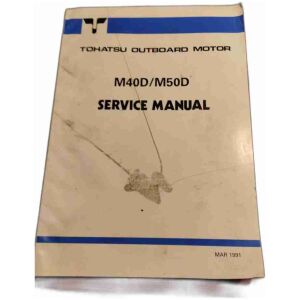 TOHATSU OUTBOARD MOTOR
M40D/M50D
SERVICE MANUAL
MAR 1991